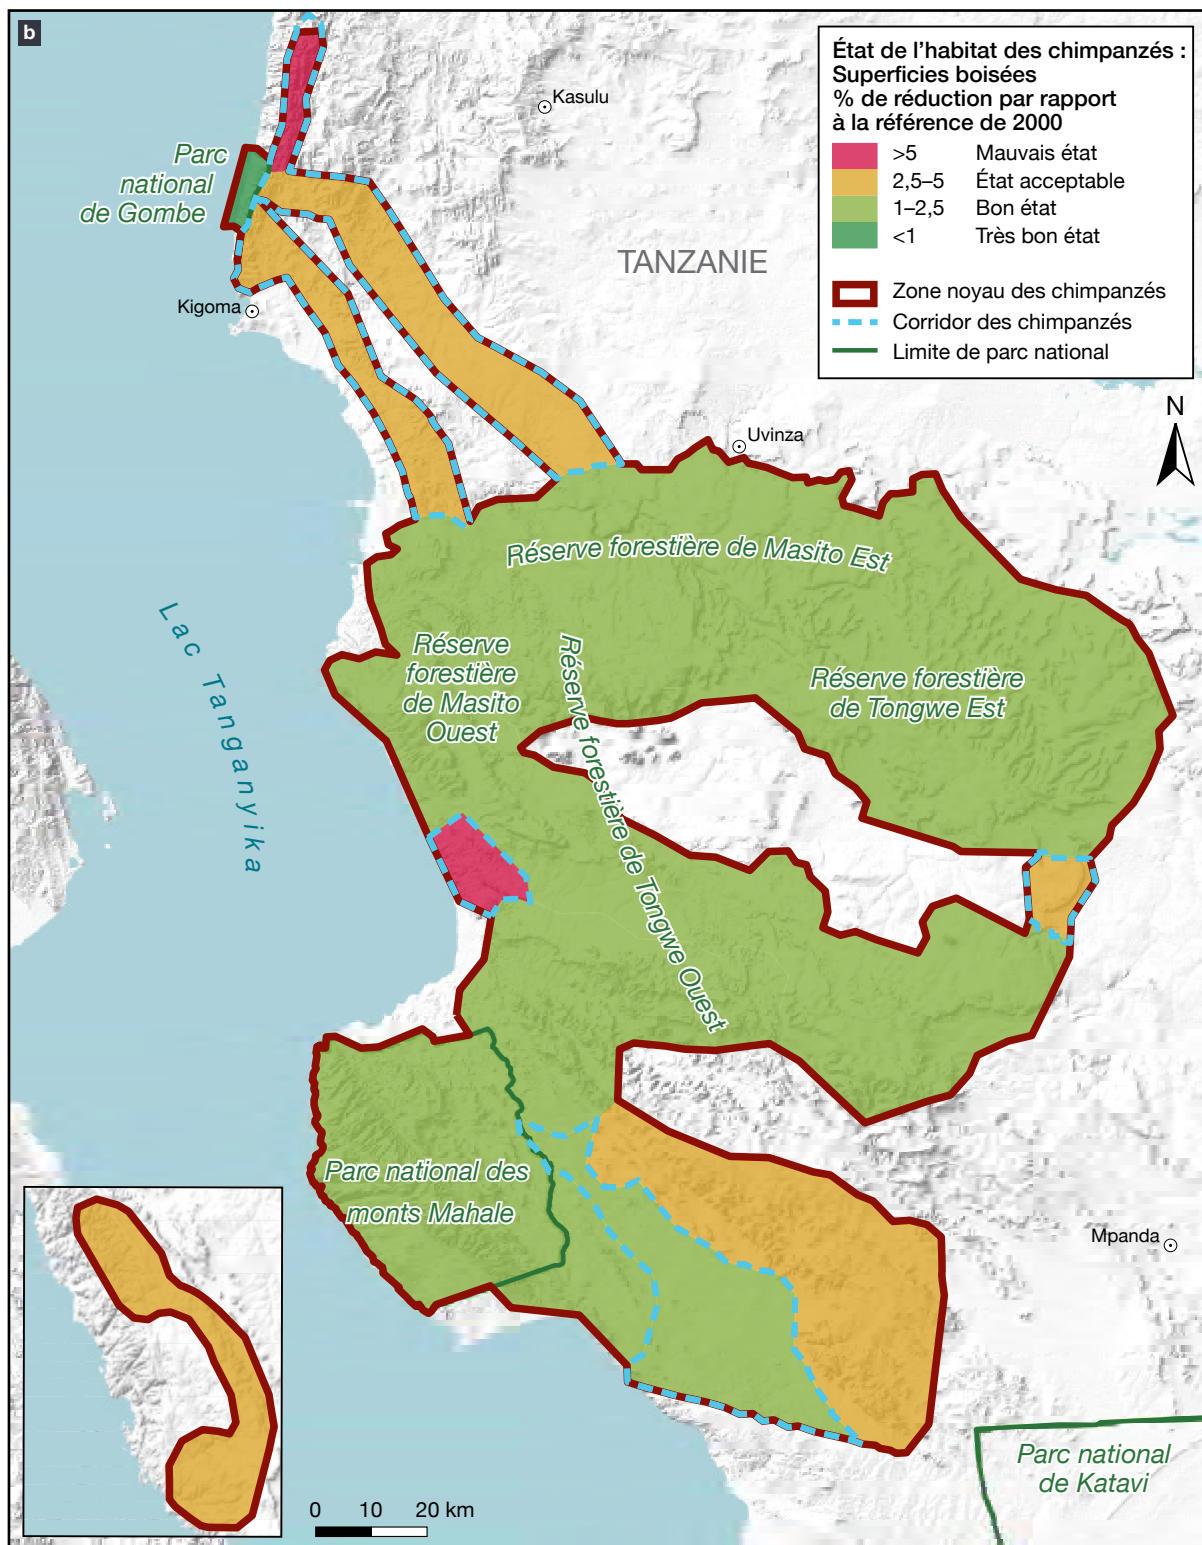 b
État de l’habitat des chimpanzés :
Superficies boisées
% de réduction par rapport
à la référence de 2000
>5 Mauvais état
2,5–5 État acceptable
1–2,5 Bon état
<1 Très bon état
Zone noyau des chimpanzés
Corridor des chimpanzés
Limite de parc national
N
Kasulu
Parc
national
de Gombe
TANZANIE
Kigoma
Uvinza
Réserve forestière de Masito Est
Lac Tanganyika
Réserve
forestière
de Masito
Ouest
Réserve forestière de Tongwe Ouest
Réserve forestière
de Tongwe Est
Parc national des
monts Mahale
Mpanda
Parc national
de Katavi
0 10 20 km